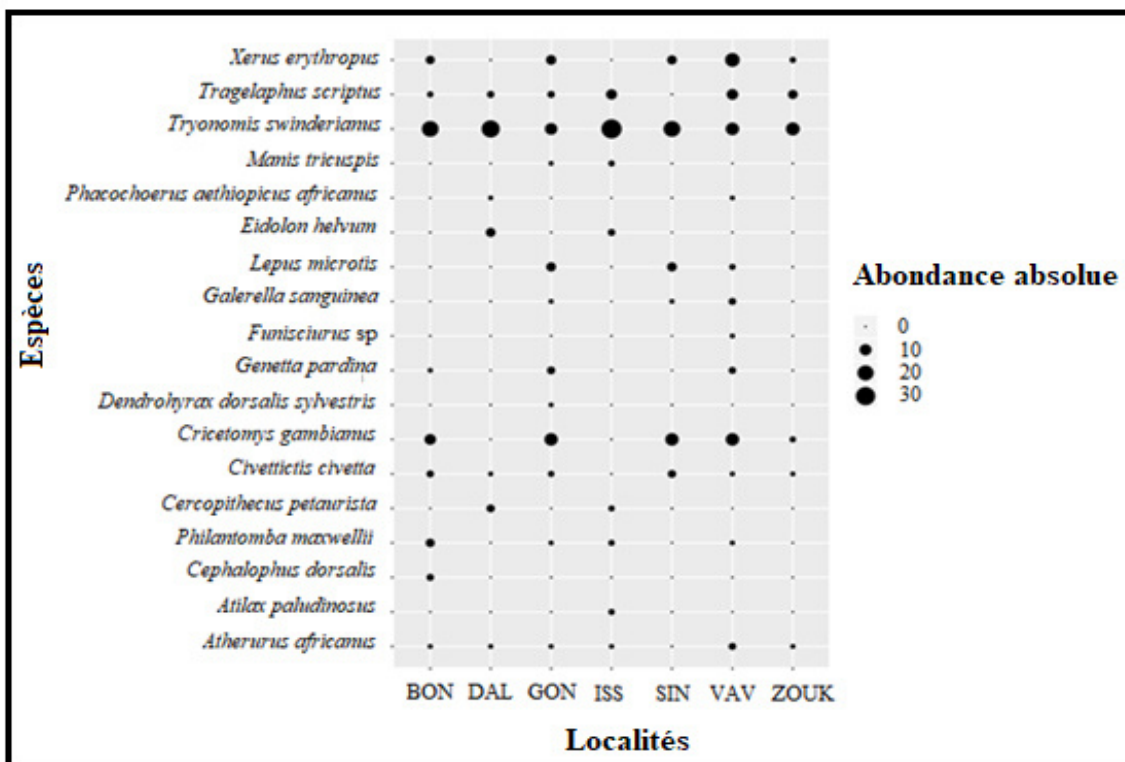 Xerus erythropus
Tragelaphus scriptus
Tryonomis swinderianus
Manis tricuspis
Phacochoerus aethiopicus africanus
Eidolon helvum
Lepus microtis
Galerella sanguinea
Funisciurus sp
Genetta pardina
Dendrohyrax dorsalis sylvestris
Cricetomys gambianus
Civettictis civetta
Cercopithecus petaurista
Philantomba maxwellii
Cephalophus dorsalis
Atilax paludinosus
Atherurus africanus
Espèces
BON DAL GON ISS SIN VAV ZOUK
Localités
Abondance absolue
0
10
20
30